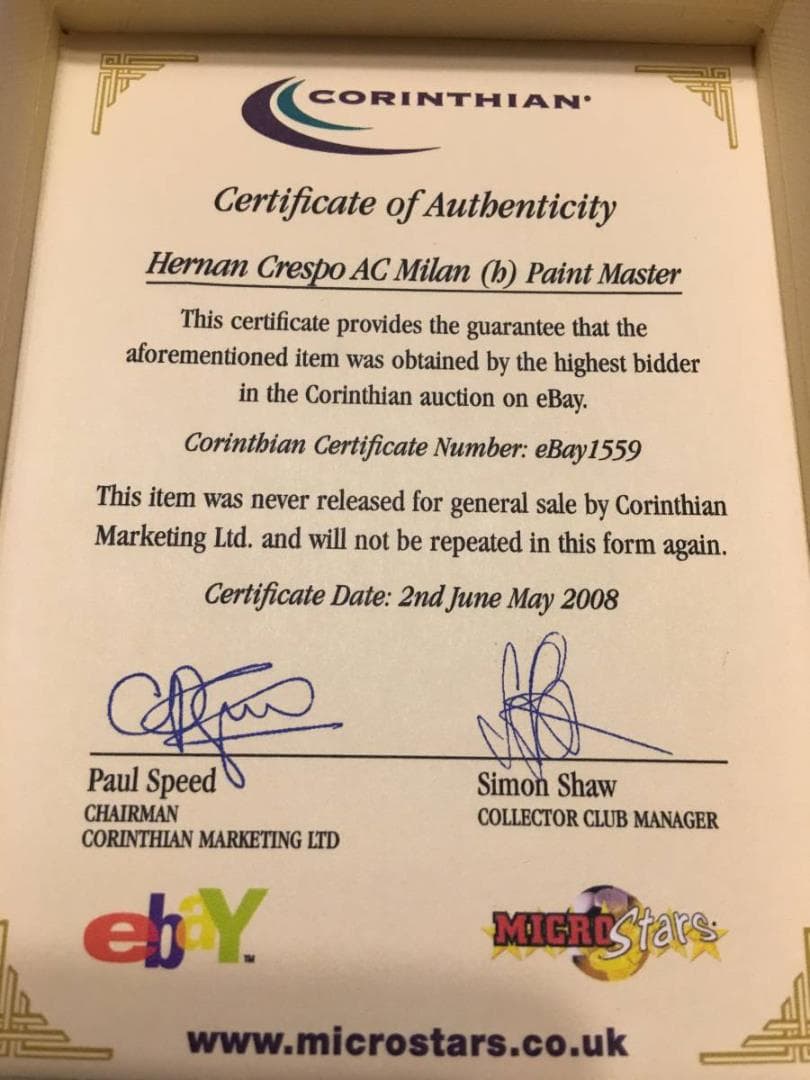 CORINTHIAN
Certificate of Authenticity
Hernan Crespo AC Milan (h) Paint Master
This certificate provides the guarantee that the
aforementioned item was obtained by the highest bidder
in the Corinthian auction on eBay.
Corinthian Certificate Number: eBay1559
This item was never released for general sale by Corinthian
Marketing Ltd. and will not be repeated in this form again.
Certificate Date: 2nd June May 2008
Paul Speed
CHAIRMAN
CORINTHIAN MARKETING LTD
Simon Shaw
COLLECTOR CLUB MANAGER
ebaY™
MICROStars
www.microstars.co.uk